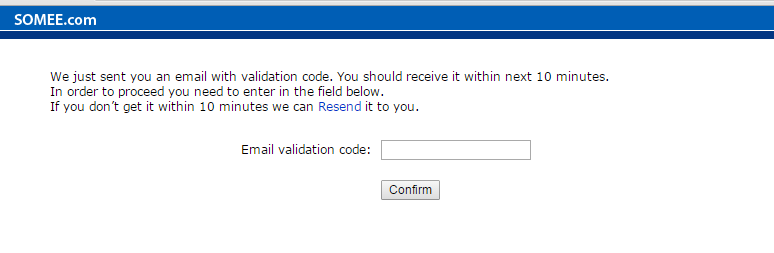 SOMEE.com
We just sent you an email with validation code. You should receive it within next 10 minutes.
In order to proceed you need to enter in the field below.
If you don't get it within 10 minutes we can Resend it to you.
Email validation code:
Confirm